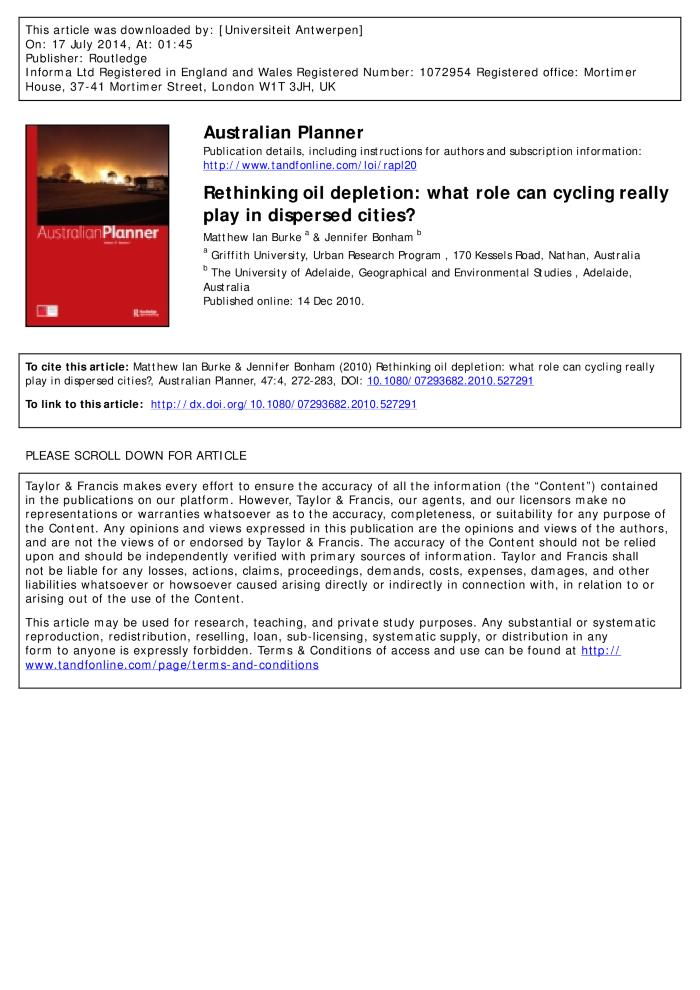 This article was downloaded by: [Universiteit Antwerpen]
On: 17 July 2014, At: 01:45
Publisher: Routledge
Informa Ltd Registered in England and Wales Registered Number: 1072954 Registered office: Mortimer
House, 37-41 Mortimer Street, London W1T 3JH, UK
AustralianPlanner
Australian Planner
Publication details, including instructions for authors and subscription information:
http://www.tandfonline.com/loi/rapl20
Rethinking oil depletion: what role can cycling really
play in dispersed cities?
Matthew Ian Burke a & Jennifer Bonham b
a Griffith University, Urban Research Program , 170 Kessels Road, Nathan, Australia
b The University of Adelaide, Geographical and Environmental Studies , Adelaide,
Australia
Published online: 14 Dec 2010.
To cite this article: Matthew Ian Burke & Jennifer Bonham (2010) Rethinking oil depletion: what role can cycling really
play in dispersed cities?, Australian Planner, 47:4, 272-283, DOI: 10.1080/07293682.2010.527291
To link to this article: http://dx.doi.org/10.1080/07293682.2010.527291
PLEASE SCROLL DOWN FOR ARTICLE
Taylor & Francis makes every effort to ensure the accuracy of all the information (the “Content”) contained
in the publications on our platform. However, Taylor & Francis, our agents, and our licensors make no
representations or warranties whatsoever as to the accuracy, completeness, or suitability for any purpose of
the Content. Any opinions and views expressed in this publication are the opinions and views of the authors,
and are not the views of or endorsed by Taylor & Francis. The accuracy of the Content should not be relied
upon and should be independently verified with primary sources of information. Taylor and Francis shall
not be liable for any losses, actions, claims, proceedings, demands, costs, expenses, damages, and other
liabilities whatsoever or howsoever caused arising directly or indirectly in connection with, in relation to or
arising out of the use of the Content.
This article may be used for research, teaching, and private study purposes. Any substantial or systematic
reproduction, redistribution, reselling, loan, sub-licensing, systematic supply, or distribution in any
form to anyone is expressly forbidden. Terms & Conditions of access and use can be found at http://
www.tandfonline.com/page/terms-and-conditions